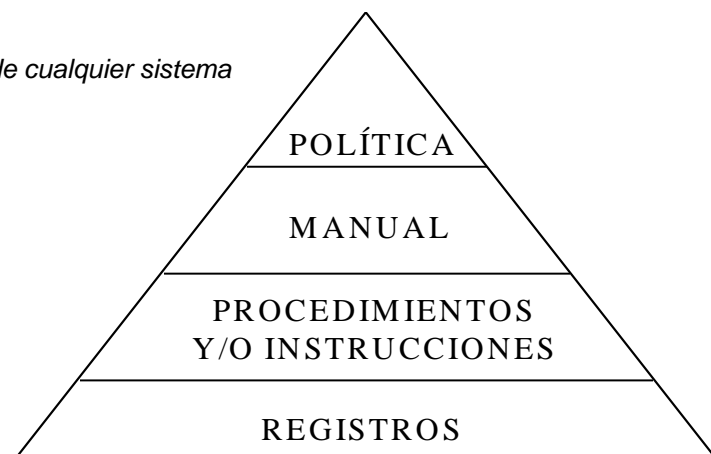 de cualquier sistema
POLÍTICA
MANUAL
PROCEDIMIENTOS
Y/O INSTRUCCIONES
REGISTROS